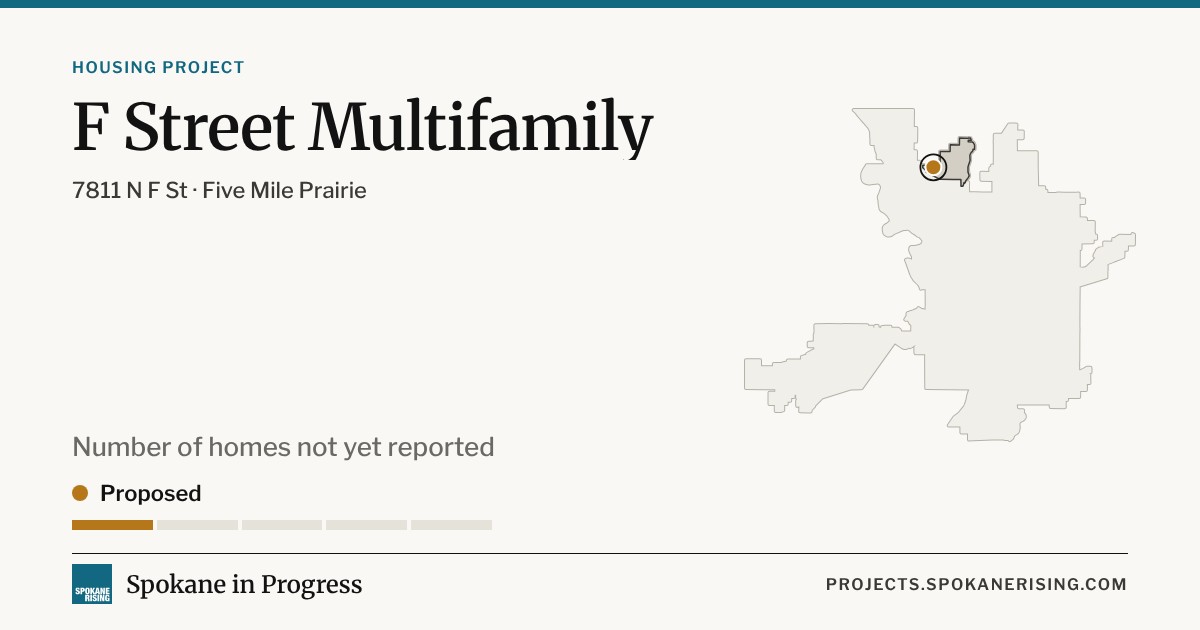 HOUSING PROJECT
F Street Multifamily
7811 N F St · Five Mile Prairie
Number of homes not yet reported
Proposed
SPOKANE
RISING
Spokane in Progress
PROJECTS.SPOKANERISING.COM